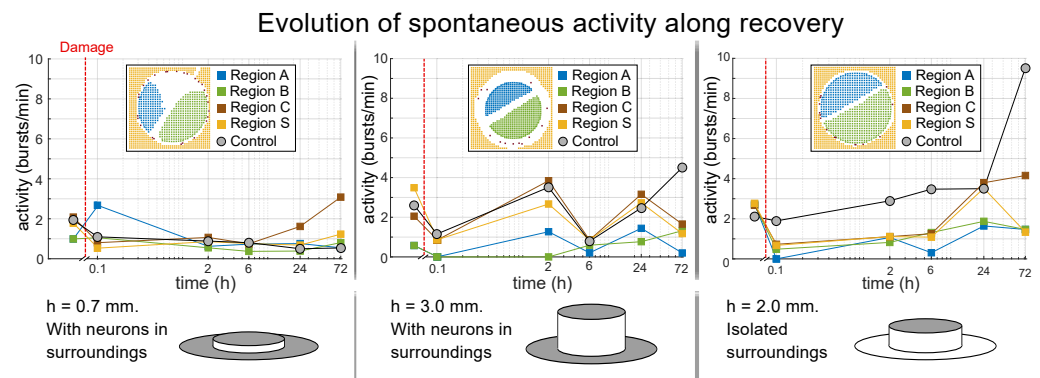 Evolution of spontaneous activity along recovery
Damage
10
8
6
4
2
0
activity (bursts/min)
Region A
Region B
Region C
Region S
Control
0.1
2
6
24
72
time (h)
h = 0.7 mm.
With neurons in
surroundings
10
8
6
4
2
0
activity (bursts/min)
Region A
Region B
Region C
Region S
Control
0.1
2
6
24
72
time (h)
h = 3.0 mm.
With neurons in
surroundings
10
8
6
4
2
0
activity (bursts/min)
Region A
Region B
Region C
Region S
Control
0.1
2
6
24
72
time (h)
h = 2.0 mm.
Isolated
surroundings